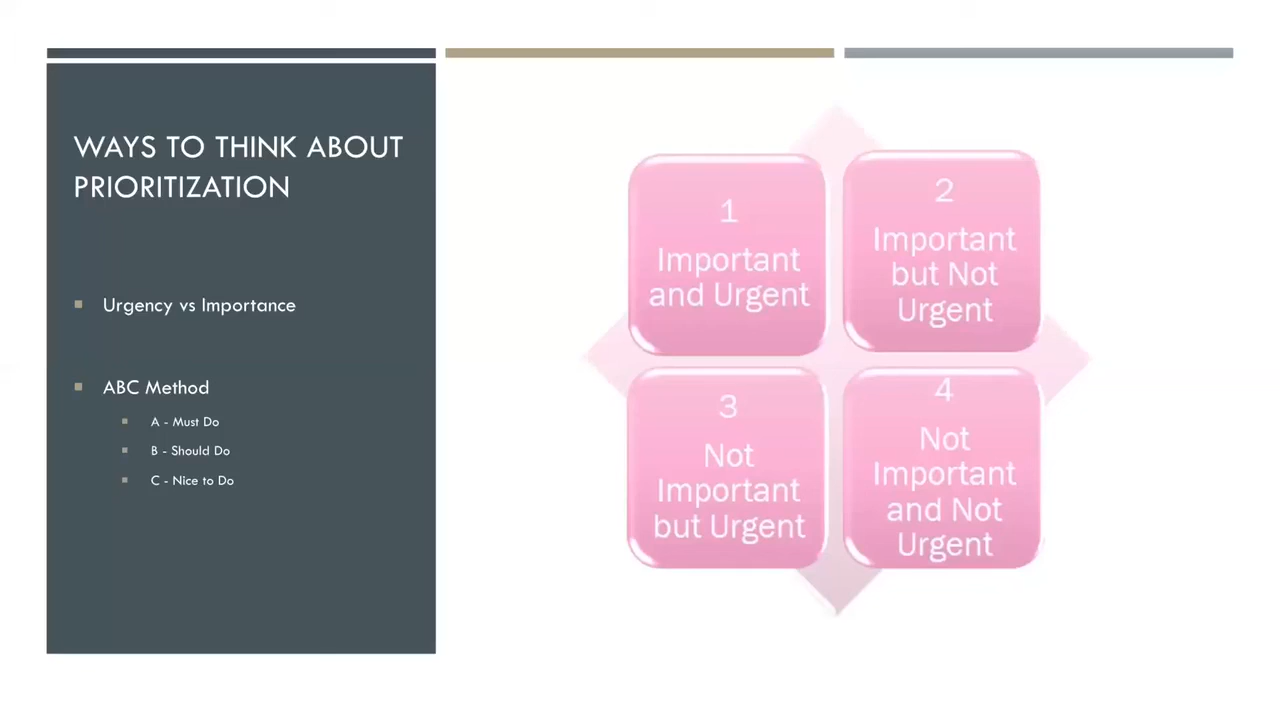 WAYS TO THINK ABOUT
PRIORITIZATION
Urgency vs Importance
ABC Method
A - Must Do
B - Should Do
C - Nice to Do
1
Important
and Urgent
2
Important
but Not
Urgent
3
Not
Important
but Urgent
4
Not
Important
and Not
Urgent